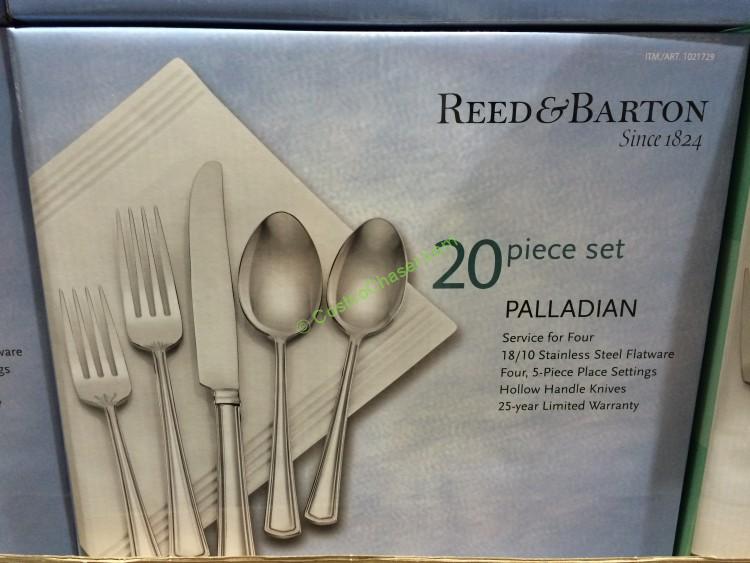 ITM./ART. 1021729
REED&BARTON
Since 1824
20 piece set
PALLADIAN
Service for Four
18/10 Stainless Steel Flatware
Four, 5-Piece Place Settings
Hollow Handle Knives
25-year Limited Warranty
© CostcoChaser.com